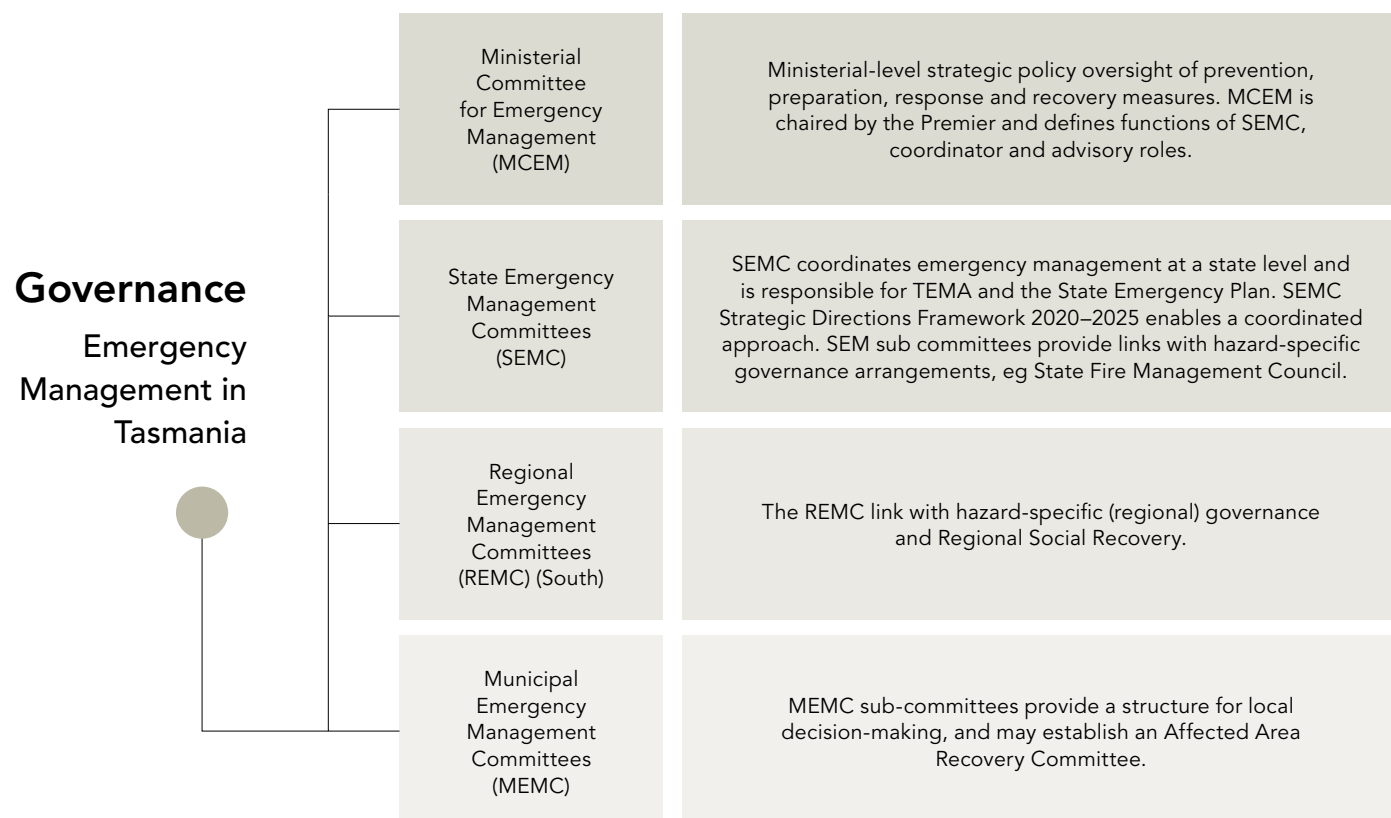 Governance
Emergency
Management in
Tasmania
Ministerial
Committee
for Emergency
Management
(MCEM)
Ministerial-level strategic policy oversight of prevention,
preparation, response and recovery measures. MCEM is
chaired by the Premier and defines functions of SEMC,
coordinator and advisory roles.
State Emergency
Management
Committees
(SEMC)
SEMC coordinates emergency management at a state level and
is responsible for TEMA and the State Emergency Plan. SEMC
Strategic Directions Framework 2020–2025 enables a coordinated
approach. SEM sub committees provide links with hazard-specific
governance arrangements, eg State Fire Management Council.
Regional
Emergency
Management
Committees
(REMC) (South)
The REMC link with hazard-specific (regional) governance
and Regional Social Recovery.
Municipal
Emergency
Management
Committees
(MEMC)
MEMC sub-committees provide a structure for local
decision-making, and may establish an Affected Area
Recovery Committee.